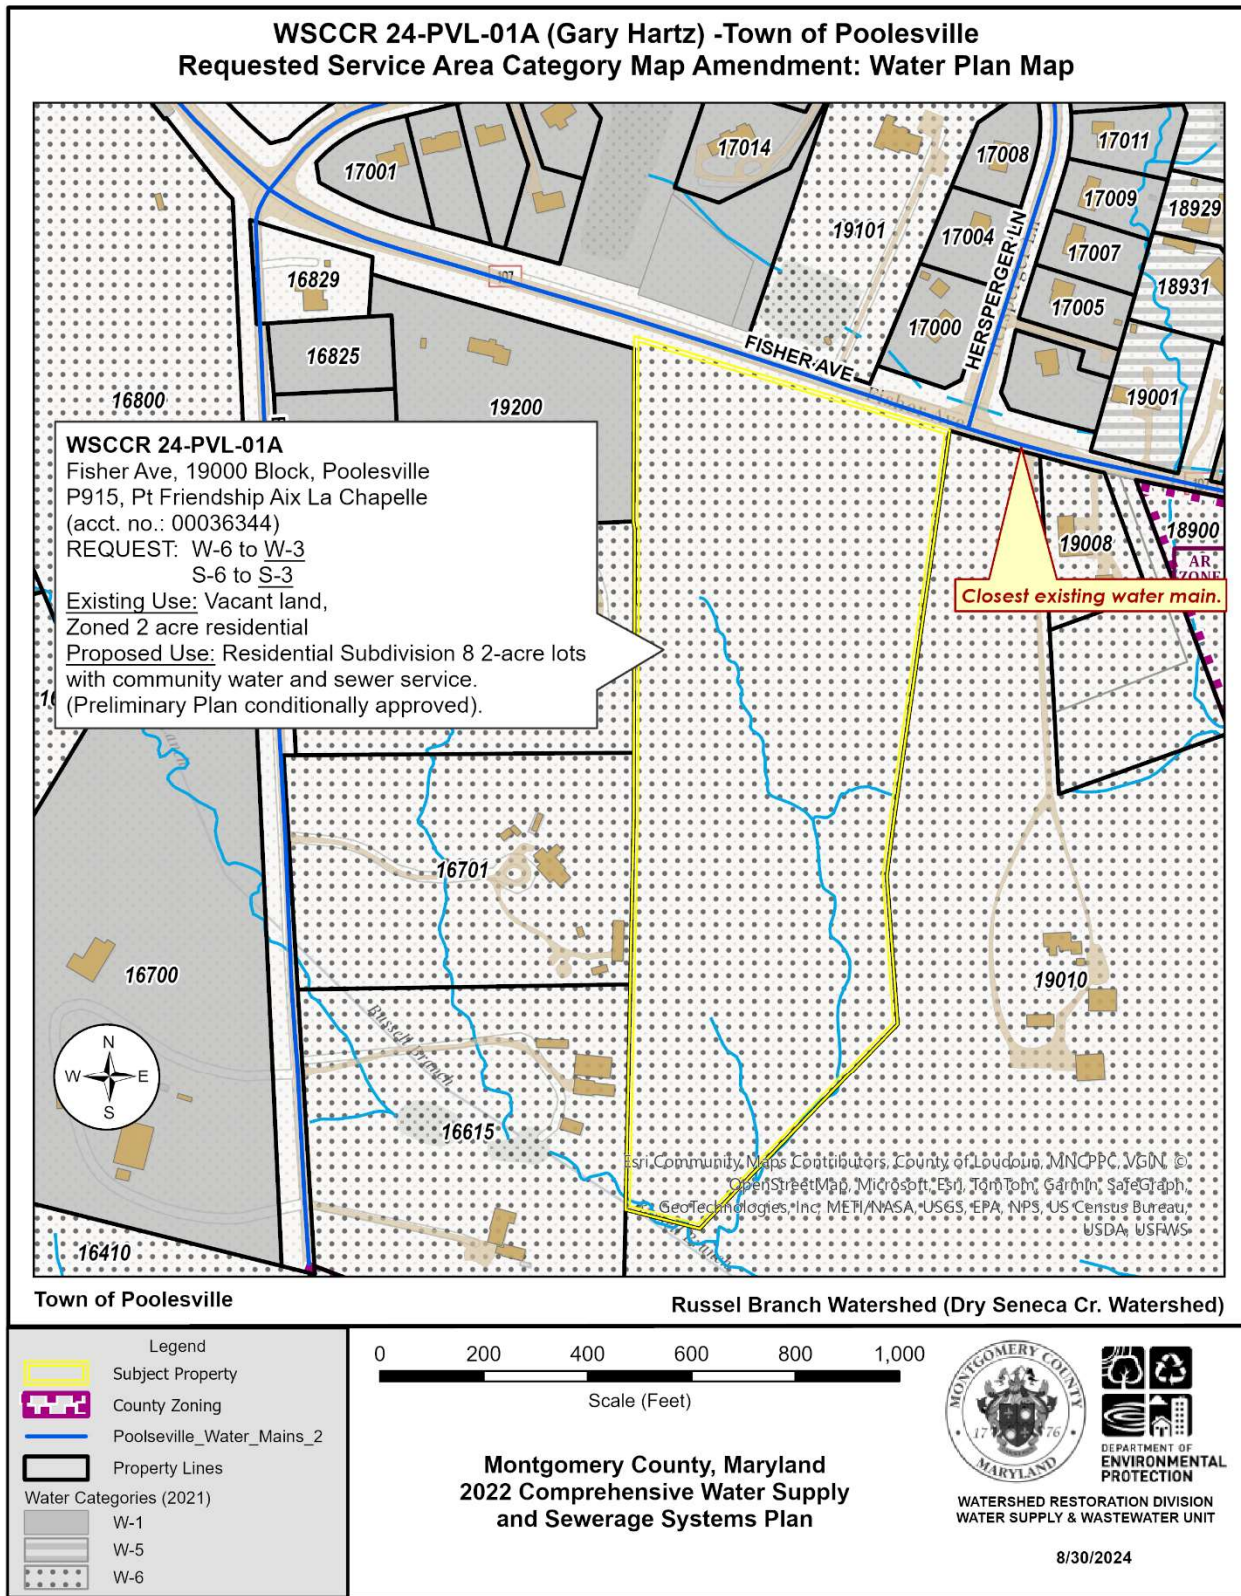 WSCCR 24-PVL-01A (Gary Hartz) -Town of Poolesville
Requested Service Area Category Map Amendment: Water Plan Map
17001
17014
17008
17011
18929
17009
19101
17004
17007
18931
16829
107
17005
17000
HERSPERGER LN
16825
FISHER AVE
Fisher Ave
16800
19200
19001
107
18900
19008
AR
ZONE
WSCCR 24-PVL-01A
Fisher Ave, 19000 Block, Poolesville
P915, Pt Friendship Aix La Chapelle
(acct. no.: 00036344)
REQUEST: W-6 to W-3
S-6 to S-3
Existing Use: Vacant land,
Zoned 2 acre residential
Proposed Use: Residential Subdivision 8 2-acre lots
with community water and sewer service.
(Preliminary Plan conditionally approved).
Closest existing water main.
16701
16700
19010
N
W E
S
Russell Branch
16615
16410
Esri Community Maps Contributors, County of Loudoun, MNCPPC, VGIN, ©
OpenStreetMap, Microsoft, Esri, TomTom, Garmin, SafeGraph,
GeoTechnologies, Inc, METI/NASA, USGS, EPA, NPS, US Census Bureau,
USDA, USFWS
Town of Poolesville
Russel Branch Watershed (Dry Seneca Cr. Watershed)
Legend
Subject Property
County Zoning
Poolseville_Water_Mains_2
Property Lines
Water Categories (2021)
W-1
W-5
W-6
0 200 400 600 800 1,000
Scale (Feet)
Montgomery County, Maryland
2022 Comprehensive Water Supply
and Sewerage Systems Plan
MONTGOMERY COUNTY
17 76
MARYLAND
DEPARTMENT OF
ENVIRONMENTAL
PROTECTION
WATERSHED RESTORATION DIVISION
WATER SUPPLY & WASTEWATER UNIT
8/30/2024